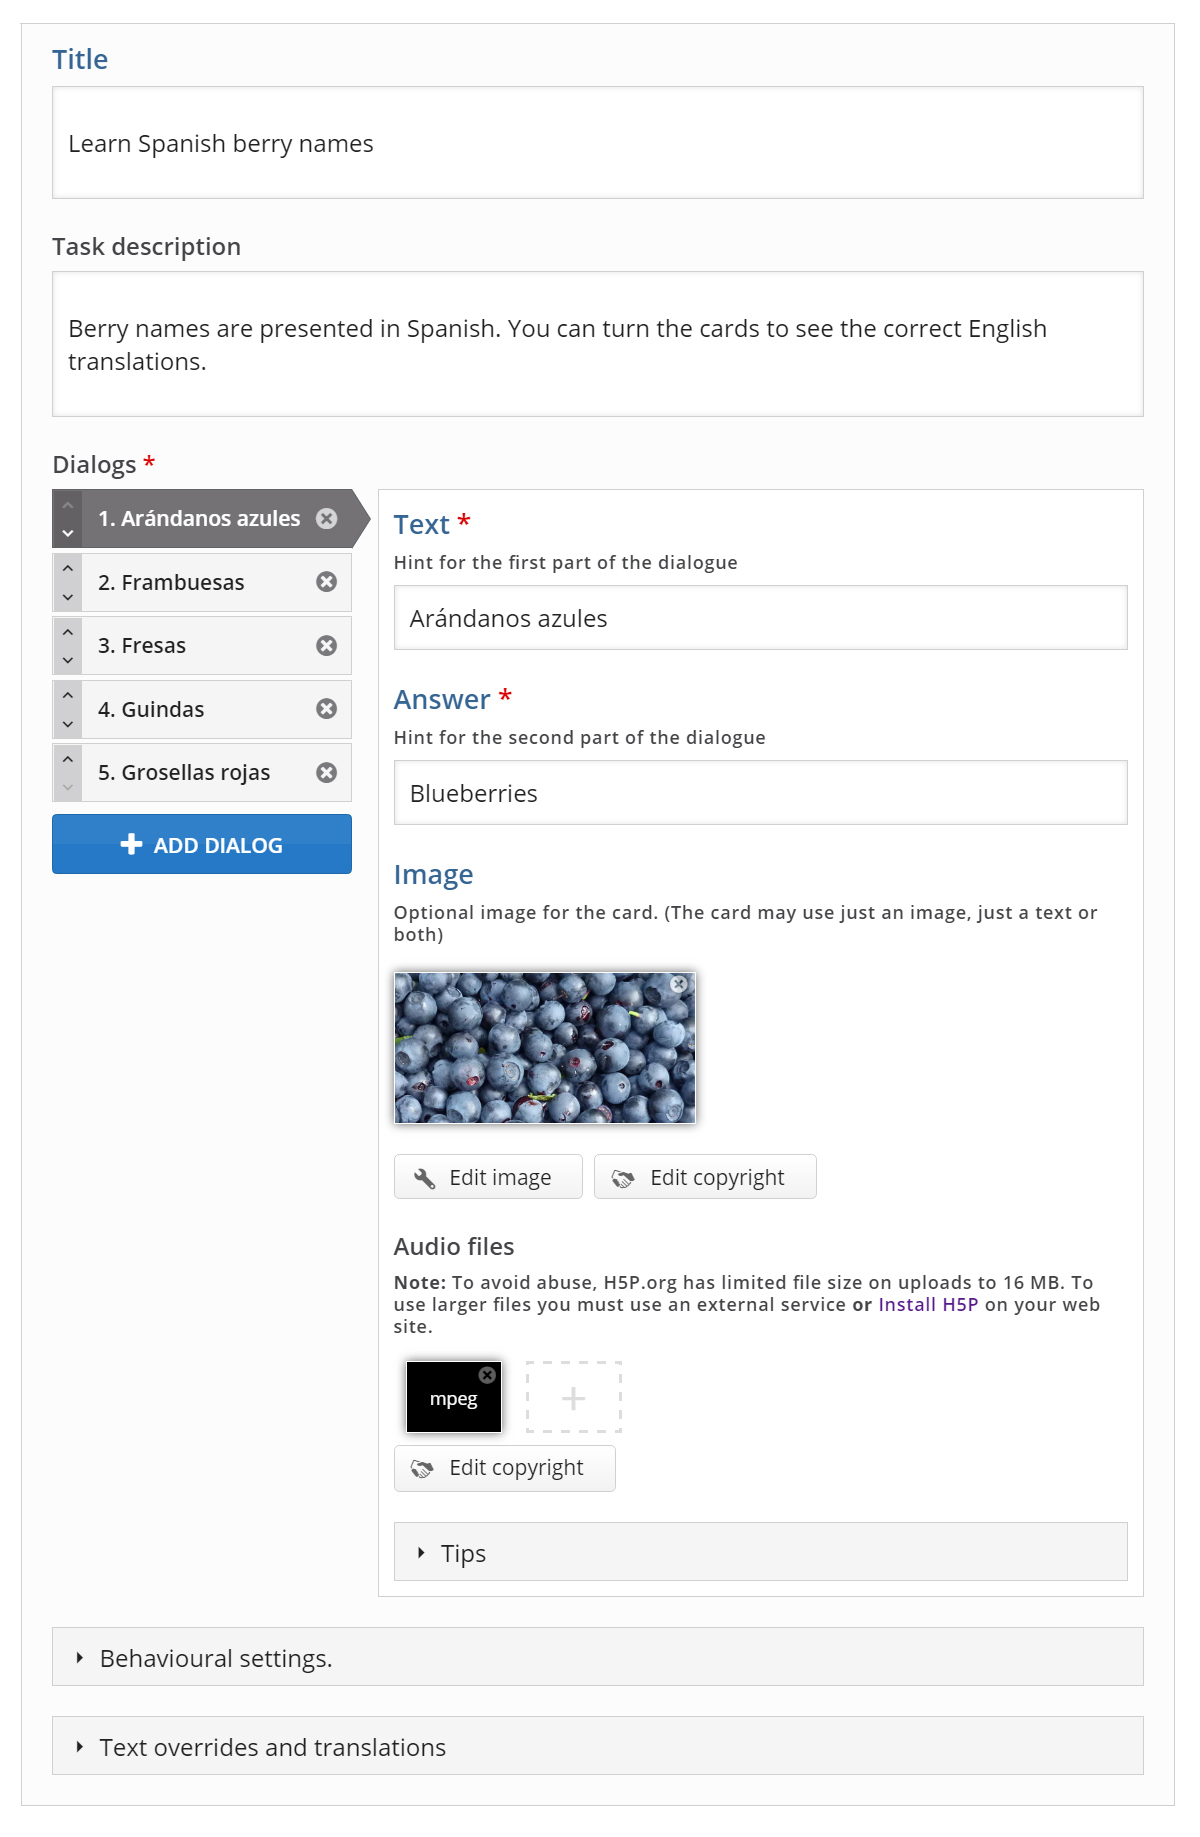 Title
Learn Spanish berry names
Task description
Berry names are presented in Spanish. You can turn the cards to see the correct English
translations.
Dialogs *
1. Arándanos azules
2. Frambuesas
3. Fresas
4. Guindas
5. Grosellas rojas
ADD DIALOG
Text *
Hint for the first part of the dialogue
Arándanos azules
Answer *
Hint for the second part of the dialogue
Blueberries
Image
Optional image for the card. (The card may use just an image, just a text or
both)
Edit image
Edit copyright
Audio files
Note: To avoid abuse, H5P.org has limited file size on uploads to 16 MB. To
use larger files you must use an external service or Install H5P on your web
site.
mpeg
Edit copyright
Tips
Behavioural settings.
Text overrides and translations